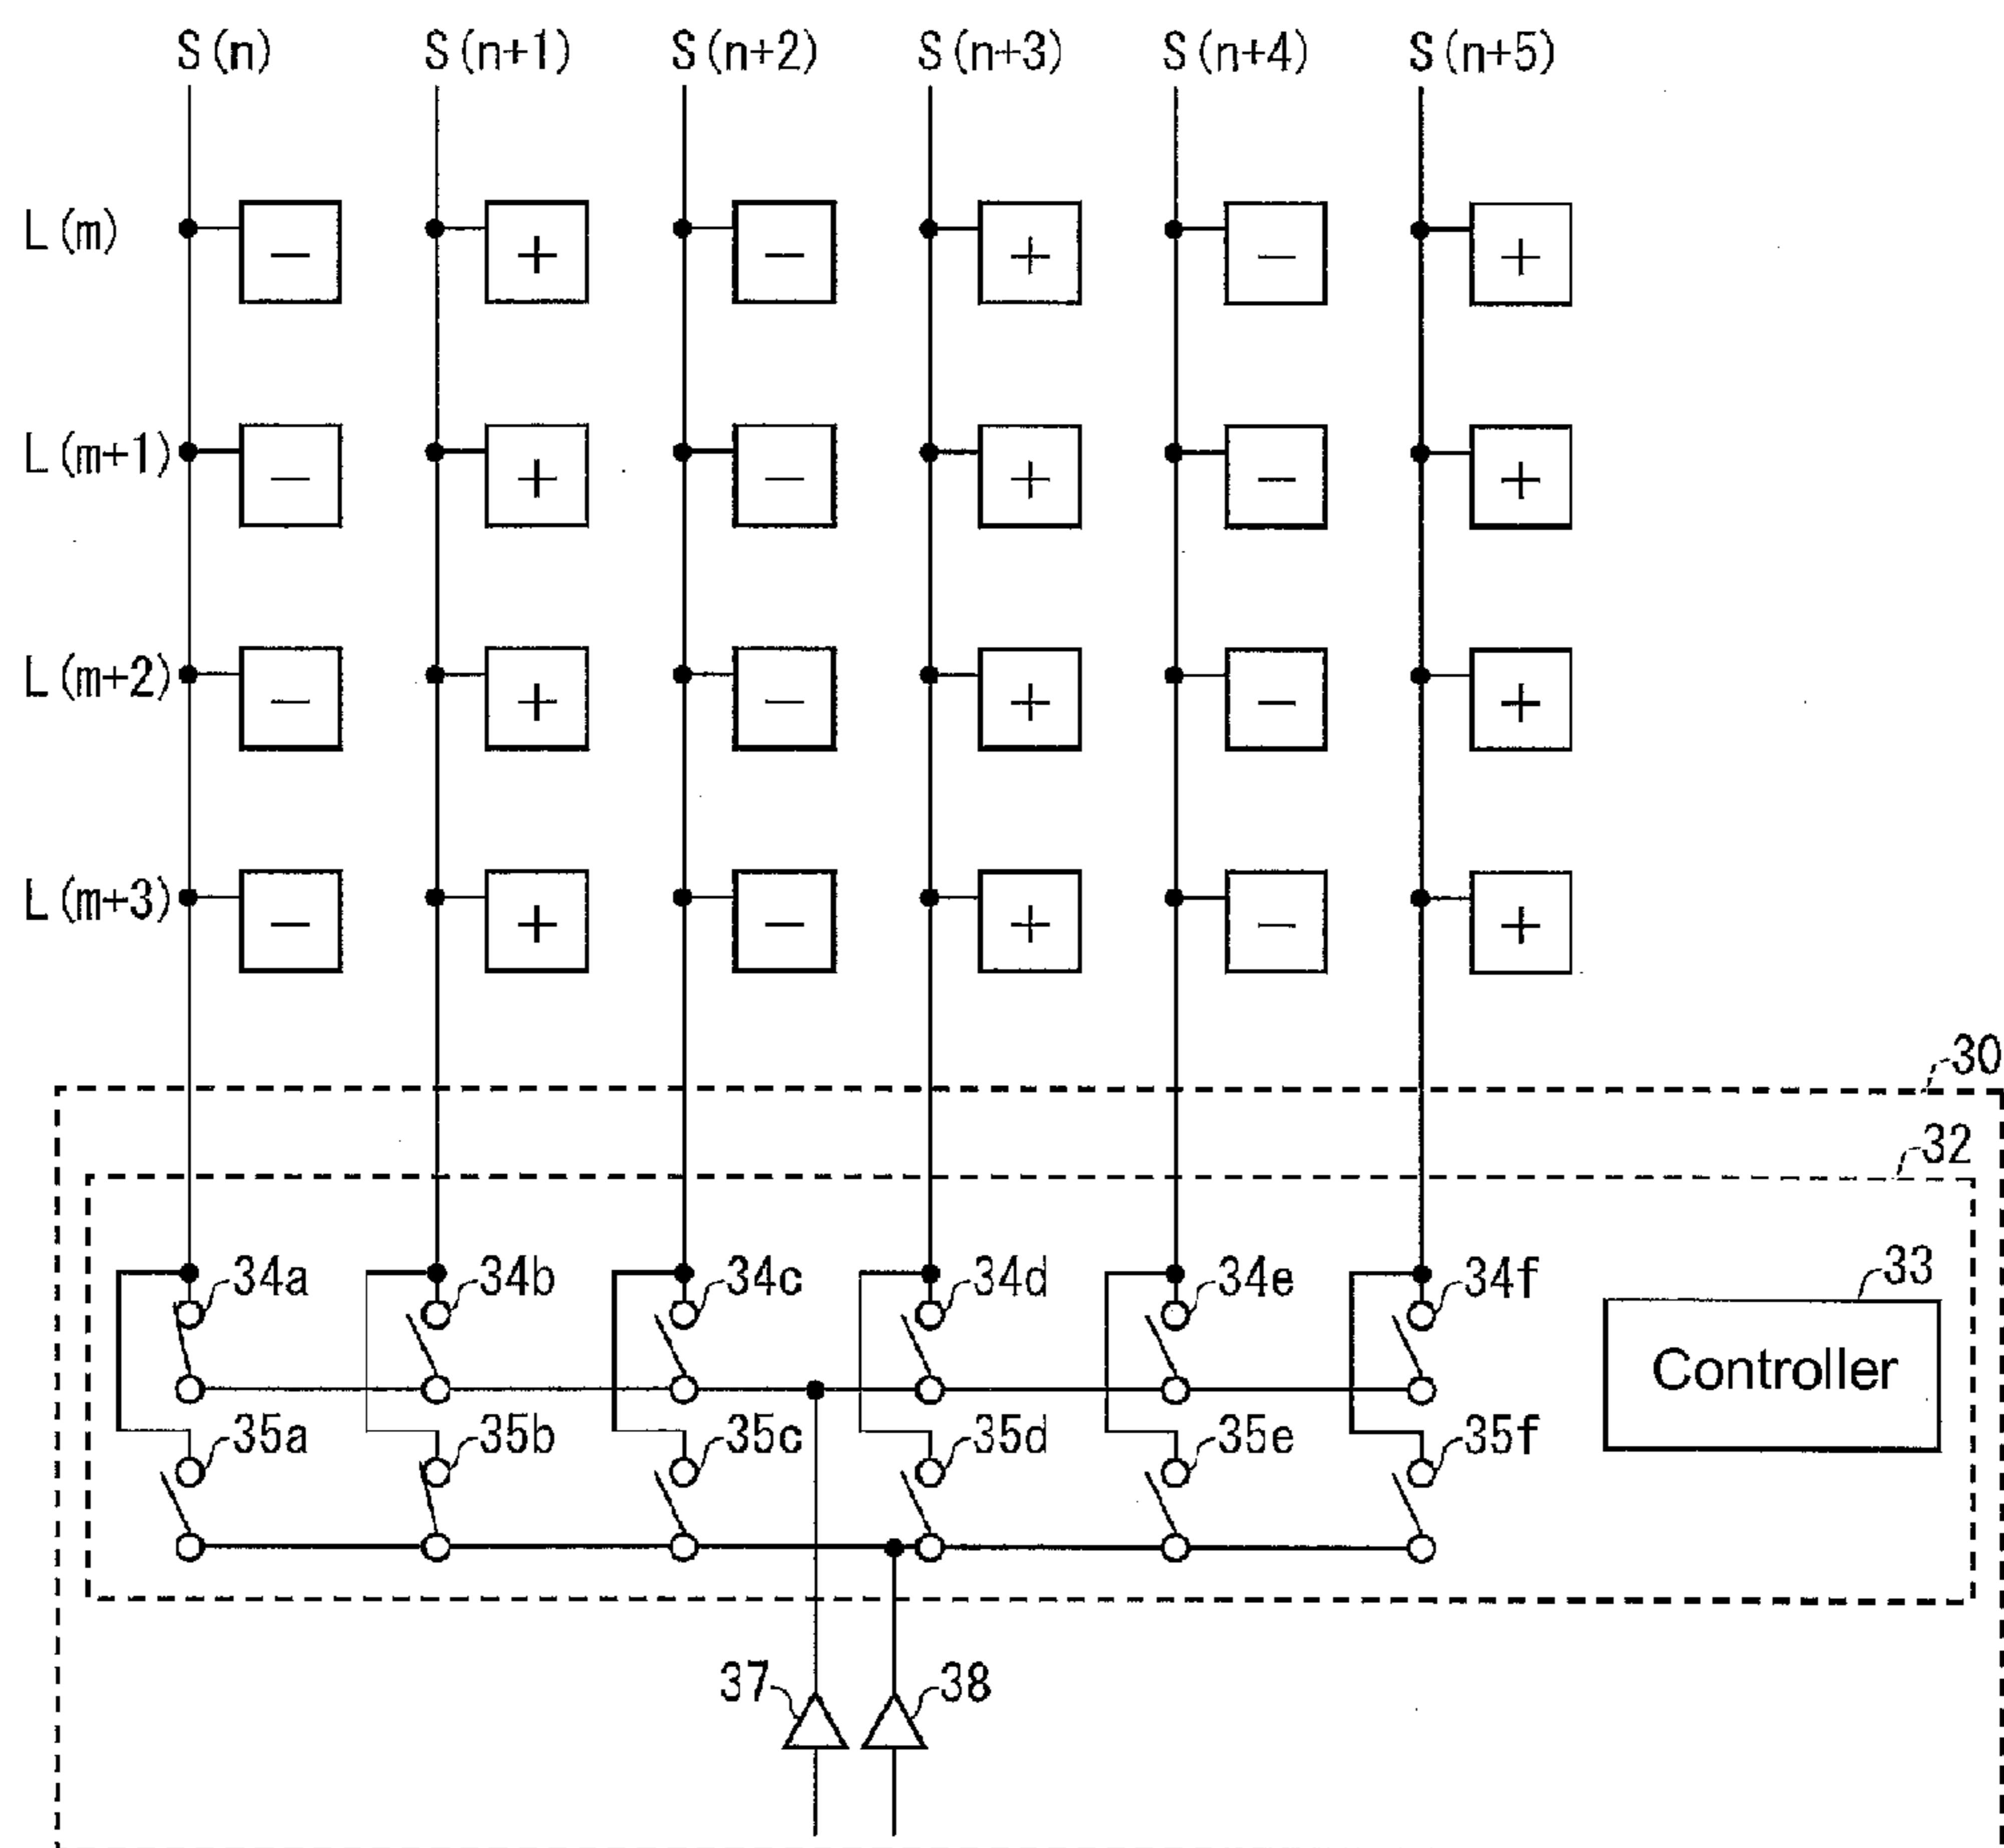 S(n) S(n+1) S(n+2) S(n+3) S(n+4) S(n+5)
L(m) − + − + − +
L(m+1) − + − + − +
L(m+2) − + − + − +
L(m+3) − + − + − +
30
32
34a 34b 34c 34d 34e 34f 33
Controller
35a 35b 35c 35d 35e 35f
37 38